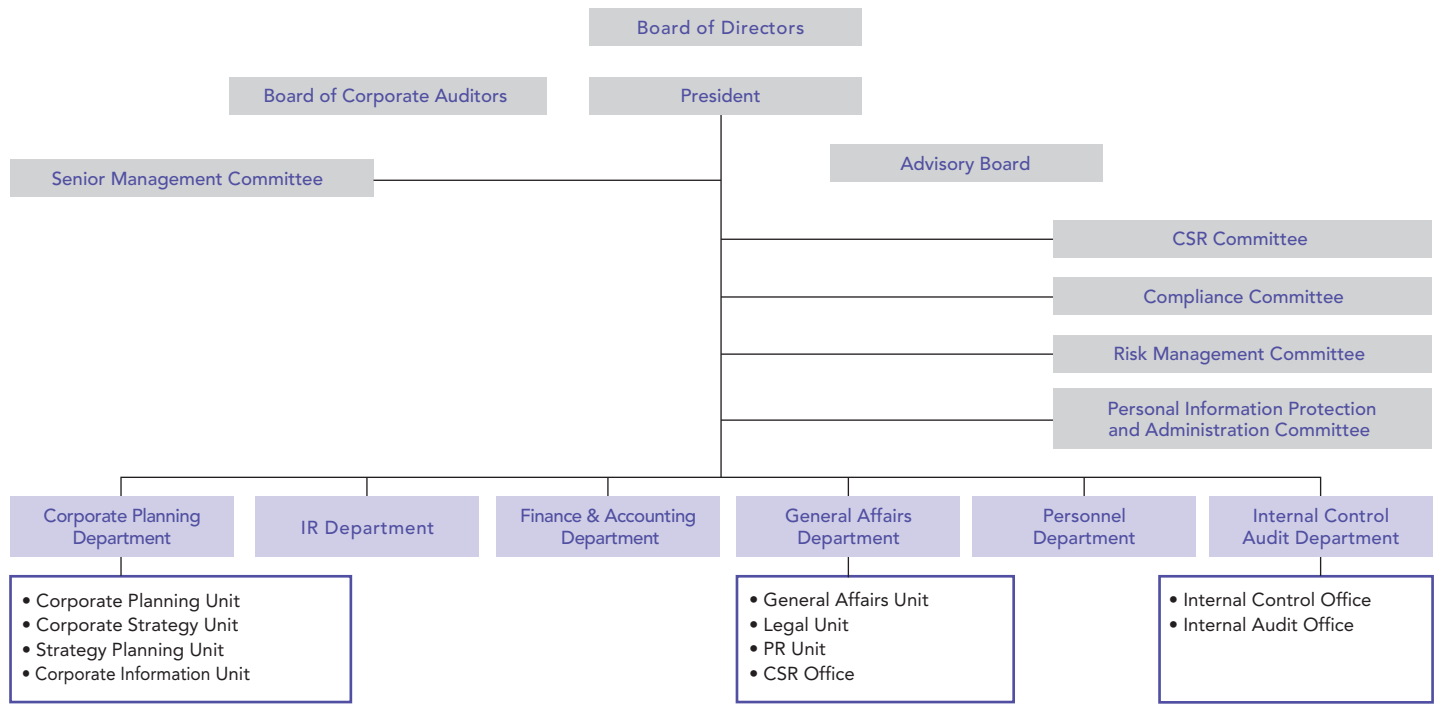 Board of Directors
Board of Corporate Auditors
President
Senior Management Committee
Advisory Board
CSR Committee
Compliance Committee
Risk Management Committee
Personal Information Protection
and Administration Committee
Corporate Planning
Department
IR Department
Finance & Accounting
Department
General Affairs
Department
Personnel
Department
Internal Control
Audit Department
• Corporate Planning Unit
• Corporate Strategy Unit
• Strategy Planning Unit
• Corporate Information Unit
• General Affairs Unit
• Legal Unit
• PR Unit
• CSR Office
• Internal Control Office
• Internal Audit Office